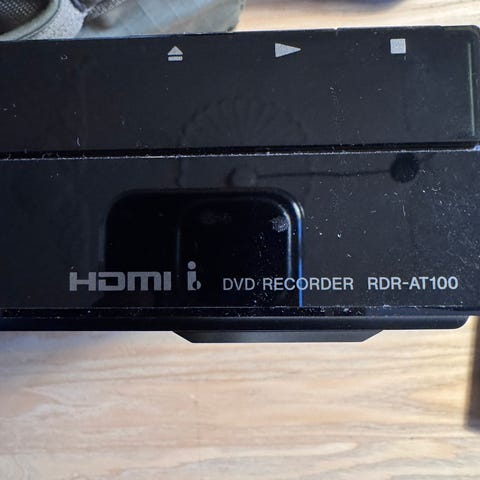 HDMI i DVD RECORDER RDR-AT100